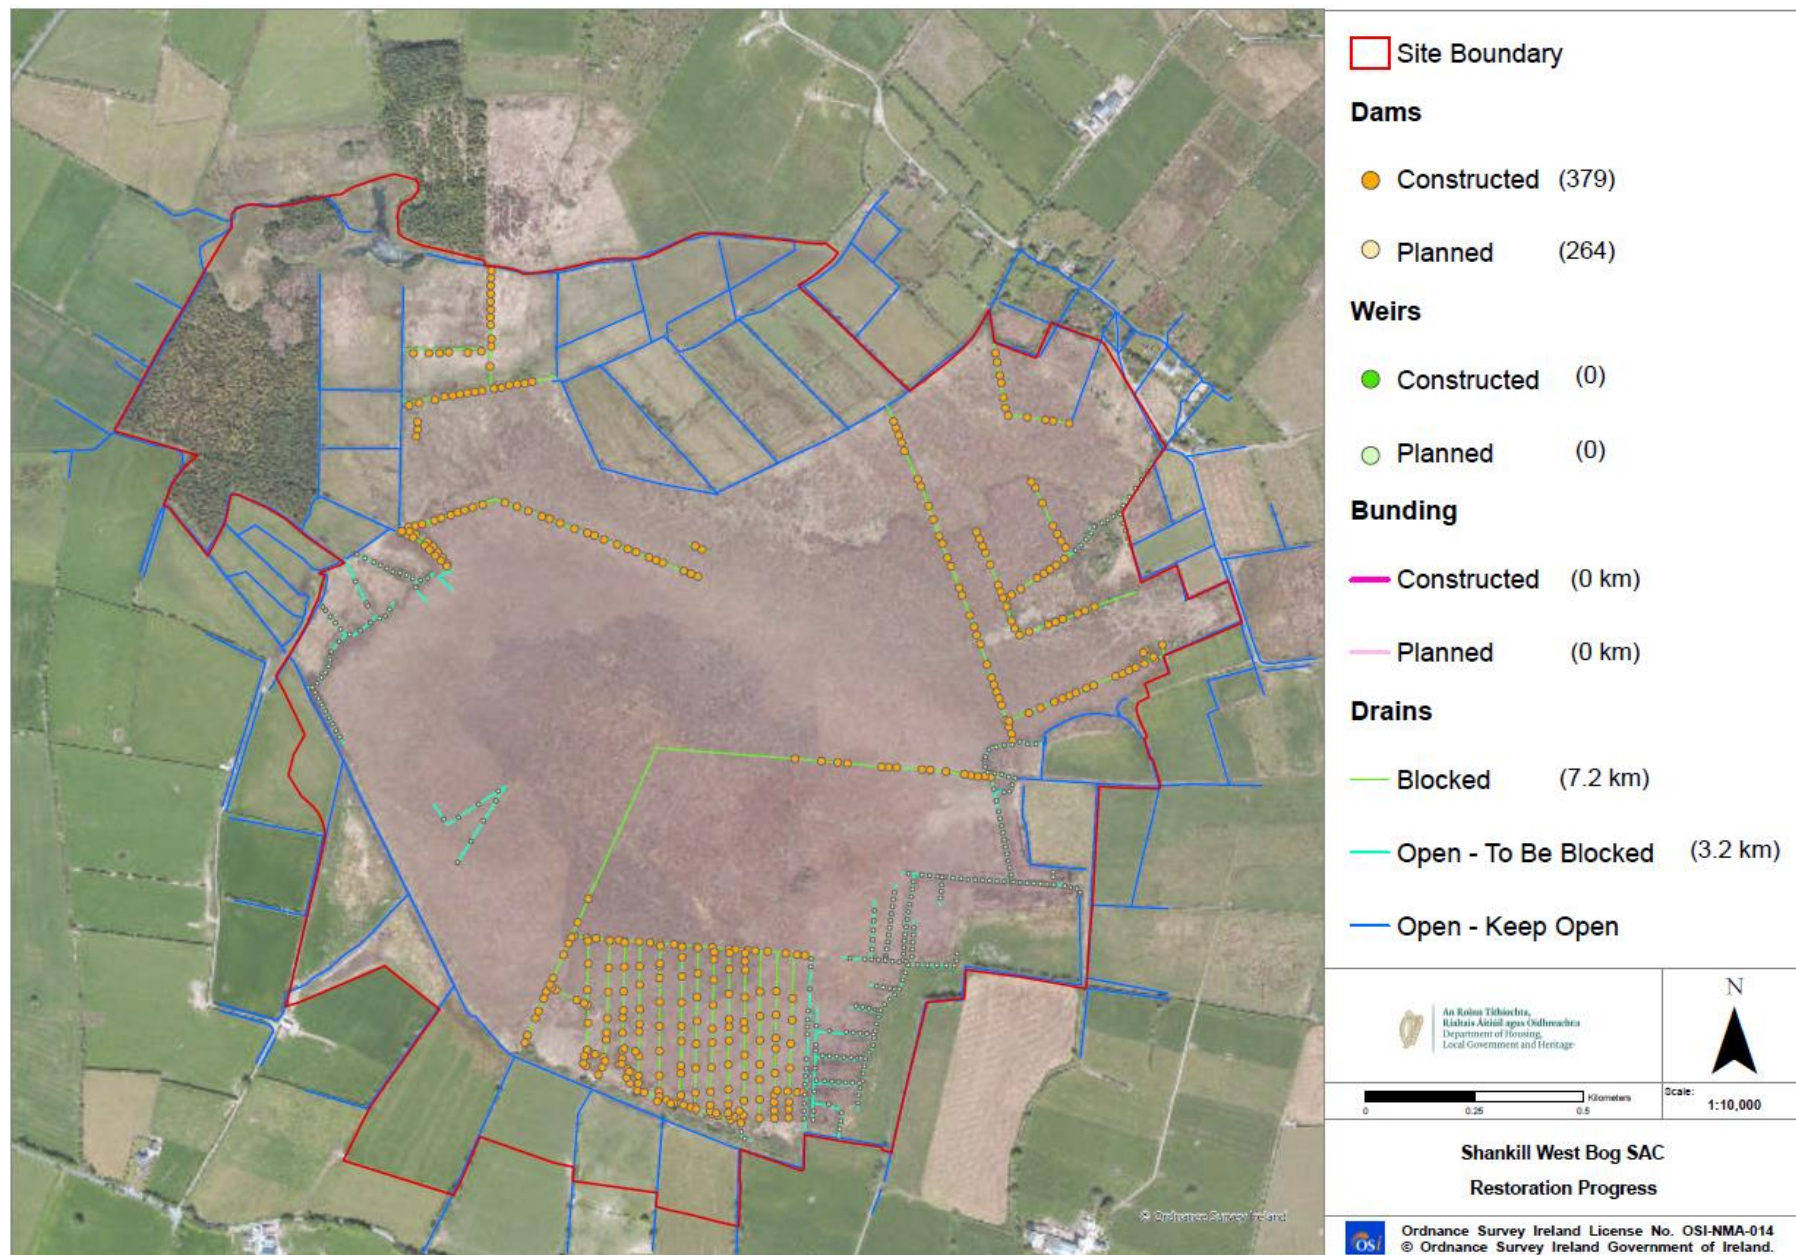 Site Boundary
Dams
Constructed (379)
Planned (264)
Weirs
Constructed (0)
Planned (0)
Bunding
Constructed (0 km)
Planned (0 km)
Drains
Blocked (7.2 km)
Open - To Be Blocked (3.2 km)
Open - Keep Open
An Roinn Tithíochta,
Rialtais Áitiúil agus Oidhreachta
Department of Housing,
Local Government and Heritage
N
Kilometers
0 0.25 0.5
Scale:
1:10,000
Shankill West Bog SAC
Restoration Progress
© Ordnance Survey Ireland
OSi
Ordnance Survey Ireland License No. OSI-NMA-014
© Ordnance Survey Ireland Government of Ireland.